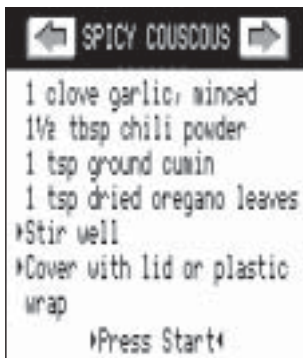 SPICY COUSCOUS
1 clove garlic, minced
1½ tbsp chili powder
1 tsp ground cumin
1 tsp dried oregano leaves
Stir well
Cover with lid or plastic
wrap
Press Start